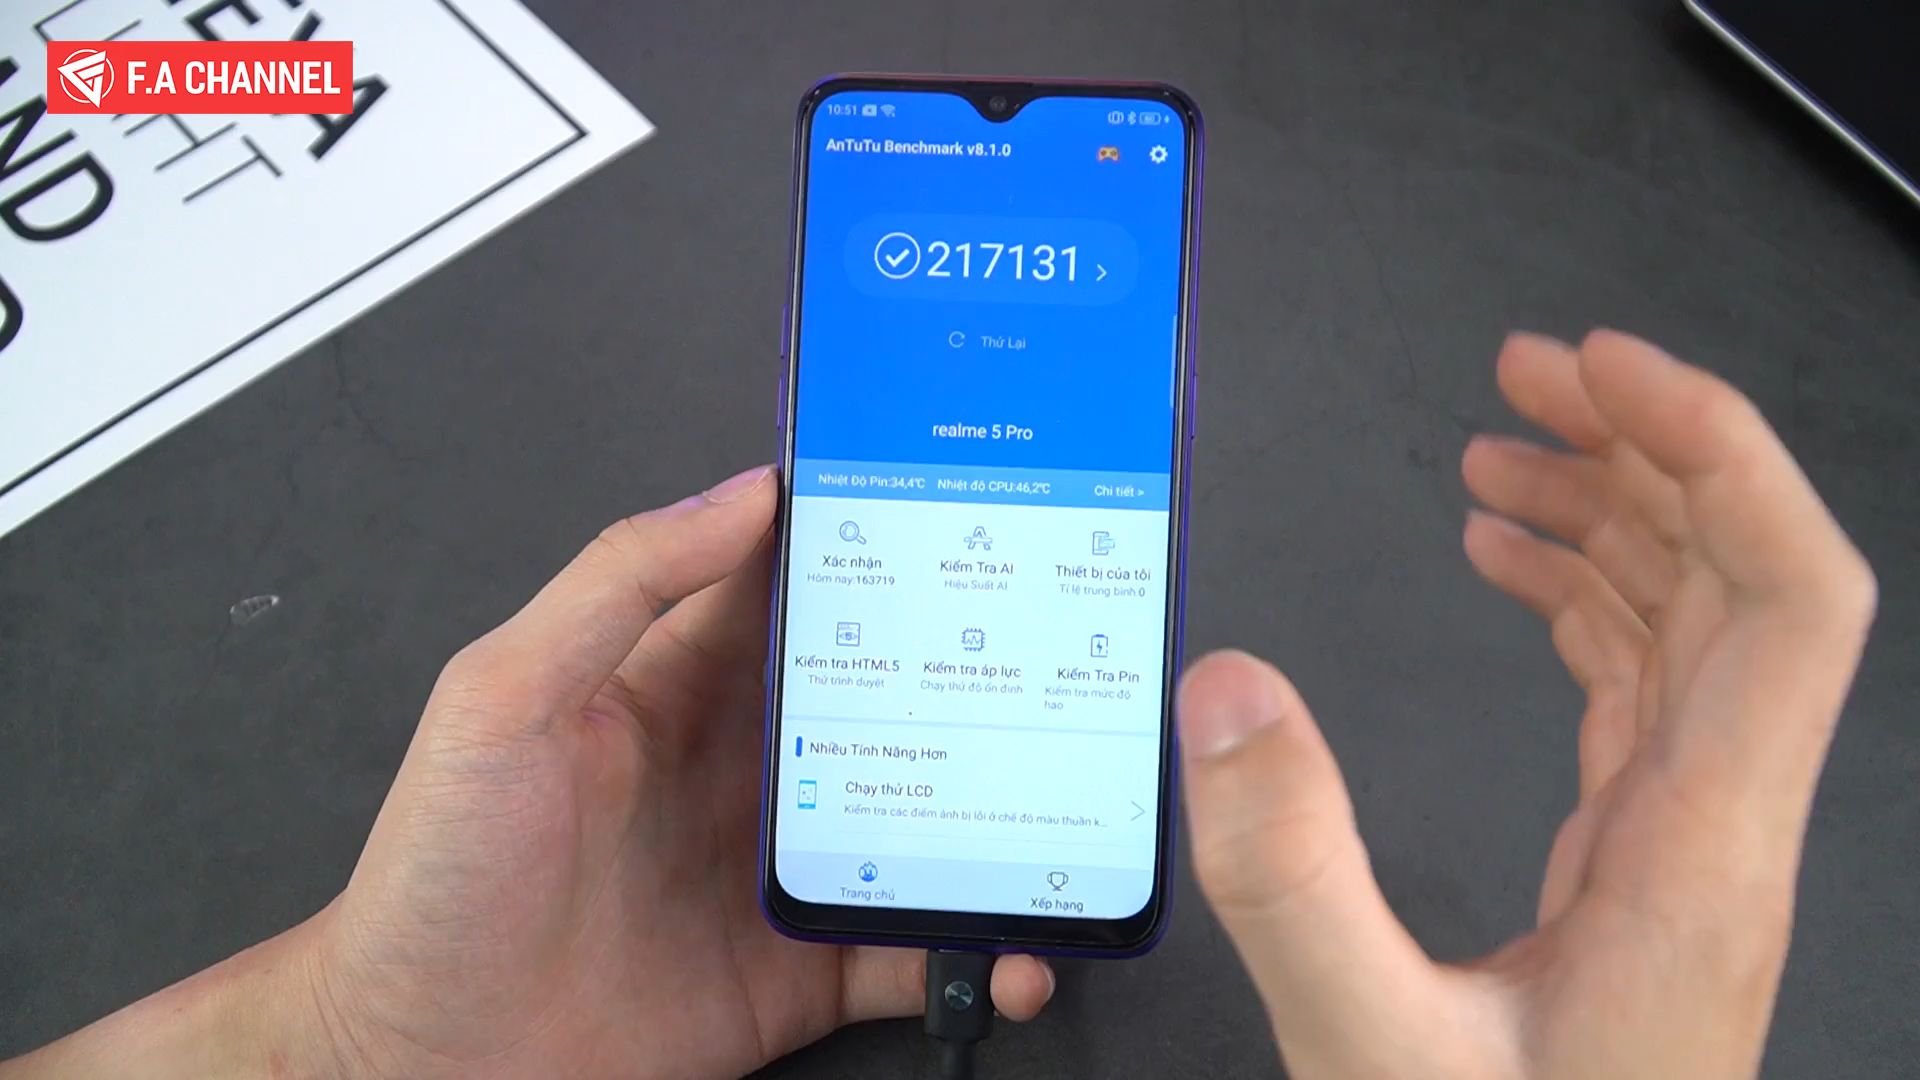 F.A CHANNEL
10:51
AnTuTu Benchmark v8.1.0
217131
Thử Lại
realme 5 Pro
Nhiệt Độ Pin:34,4℃ Nhiệt độ CPU:46,2℃ Chi tiết >
Xác nhận
Hôm nay:163719
Kiểm Tra AI
Hiệu Suất AI
Thiết bị của tôi
Tỉ lệ trung bình:0
Kiểm tra HTML5
Thử trình duyệt
Kiểm tra áp lực
Chạy thử độ ổn định
Kiểm Tra Pin
Kiểm tra mức độ
hao
Nhiều Tính Năng Hơn
Chạy thử LCD
Kiểm tra các điểm ảnh bị lỗi ở chế độ màu thuần k...
Trang chủ
Xếp hạng